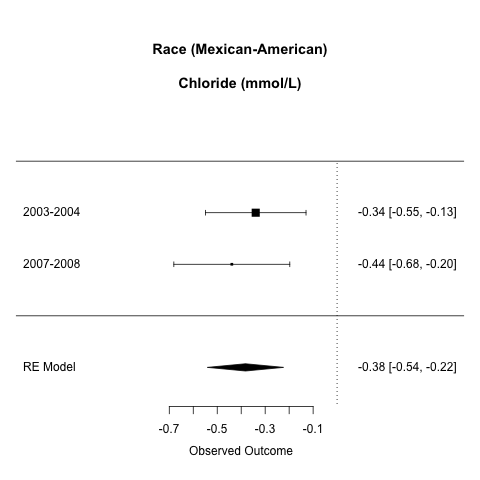 Race (Mexican-American)
Chloride (mmol/L)
2003-2004 -0.34 [-0.55, -0.13]
2007-2008 -0.44 [-0.68, -0.20]
RE Model -0.38 [-0.54, -0.22]
-0.7 -0.5 -0.3 -0.1
Observed Outcome